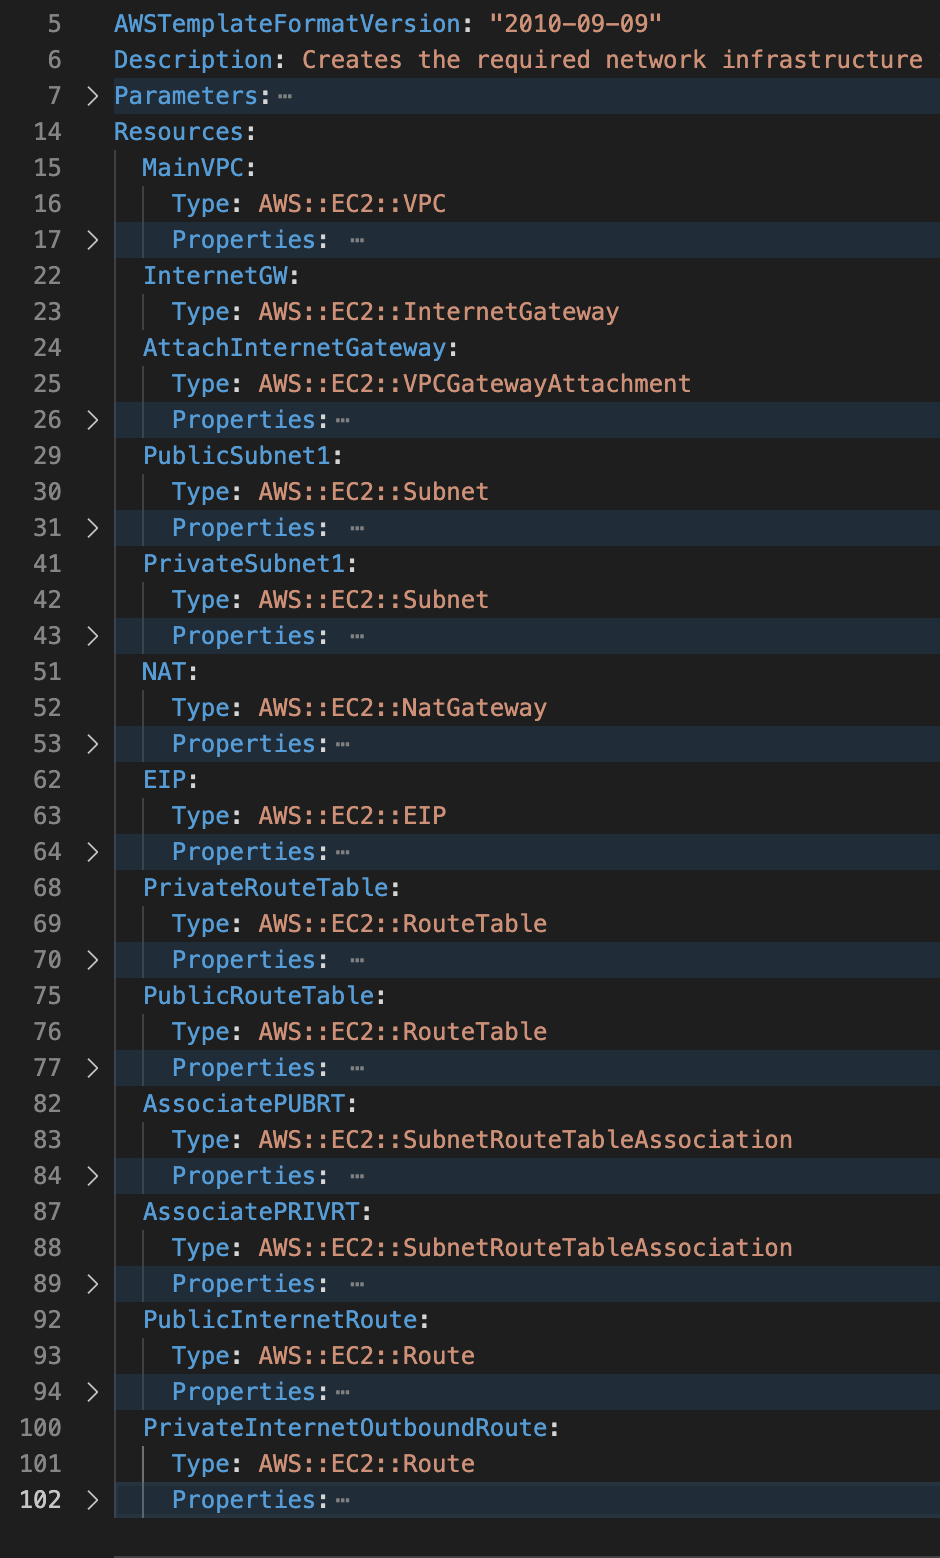 5 AWSTemplateFormatVersion: "2010-09-09"
6 Description: Creates the required network infrastructure
7 > Parameters:⋯
14 Resources:
15 MainVPC:
16 Type: AWS::EC2::VPC
17 > Properties: ⋯
22 InternetGW:
23 Type: AWS::EC2::InternetGateway
24 AttachInternetGateway:
25 Type: AWS::EC2::VPCGatewayAttachment
26 > Properties:⋯
29 PublicSubnet1:
30 Type: AWS::EC2::Subnet
31 > Properties: ⋯
41 PrivateSubnet1:
42 Type: AWS::EC2::Subnet
43 > Properties: ⋯
51 NAT:
52 Type: AWS::EC2::NatGateway
53 > Properties:⋯
62 EIP:
63 Type: AWS::EC2::EIP
64 > Properties:⋯
68 PrivateRouteTable:
69 Type: AWS::EC2::RouteTable
70 > Properties: ⋯
75 PublicRouteTable:
76 Type: AWS::EC2::RouteTable
77 > Properties: ⋯
82 AssociatePUBRT:
83 Type: AWS::EC2::SubnetRouteTableAssociation
84 > Properties: ⋯
87 AssociatePRIVRT:
88 Type: AWS::EC2::SubnetRouteTableAssociation
89 > Properties: ⋯
92 PublicInternetRoute:
93 Type: AWS::EC2::Route
94 > Properties:⋯
100 PrivateInternetOutboundRoute:
101 Type: AWS::EC2::Route
102 > Properties:⋯